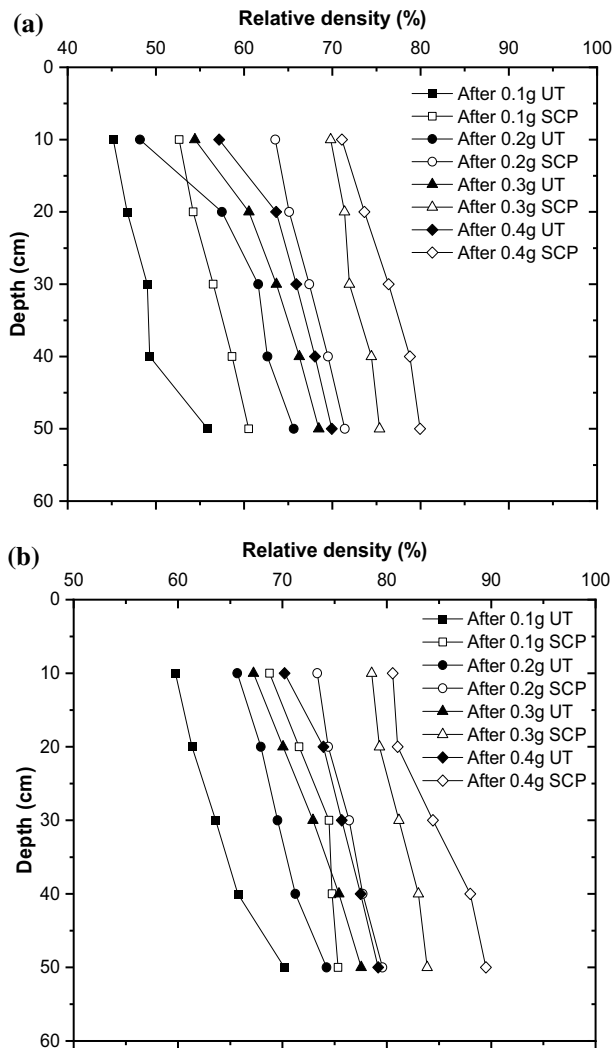 (a)
Relative density (%)
40 50 60 70 80 90 100
0
10
20
30
40
50
60
Depth (cm)
After 0.1g UT
After 0.1g SCP
After 0.2g UT
After 0.2g SCP
After 0.3g UT
After 0.3g SCP
After 0.4g UT
After 0.4g SCP
(b)
Relative density (%)
50 60 70 80 90 100
0
10
20
30
40
50
60
Depth (cm)
After 0.1g UT
After 0.1g SCP
After 0.2g UT
After 0.2g SCP
After 0.3g UT
After 0.3g SCP
After 0.4g UT
After 0.4g SCP